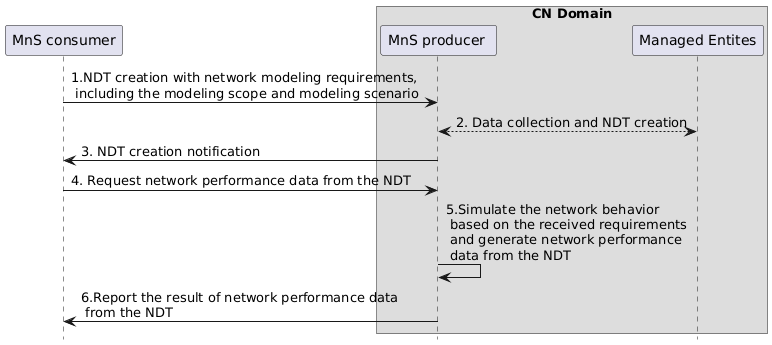 CN Domain
MnS consumer
MnS producer
Managed Entites
1.NDT creation with network modeling requirements,
including the modeling scope and modeling scenario
2. Data collection and NDT creation
3. NDT creation notification
4. Request network performance data from the NDT
5.Simulate the network behavior
based on the received requirements
and generate network performance
data from the NDT
6.Report the result of network performance data
from the NDT